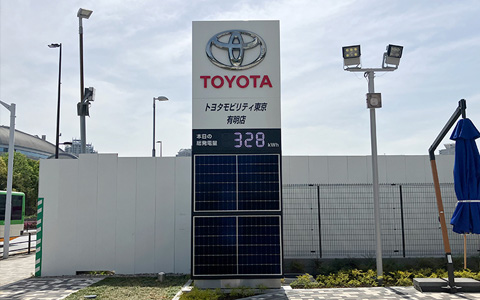 TOYOTA
トヨタモビリティ東京
有明店
本日の
総発電量 328 kWh